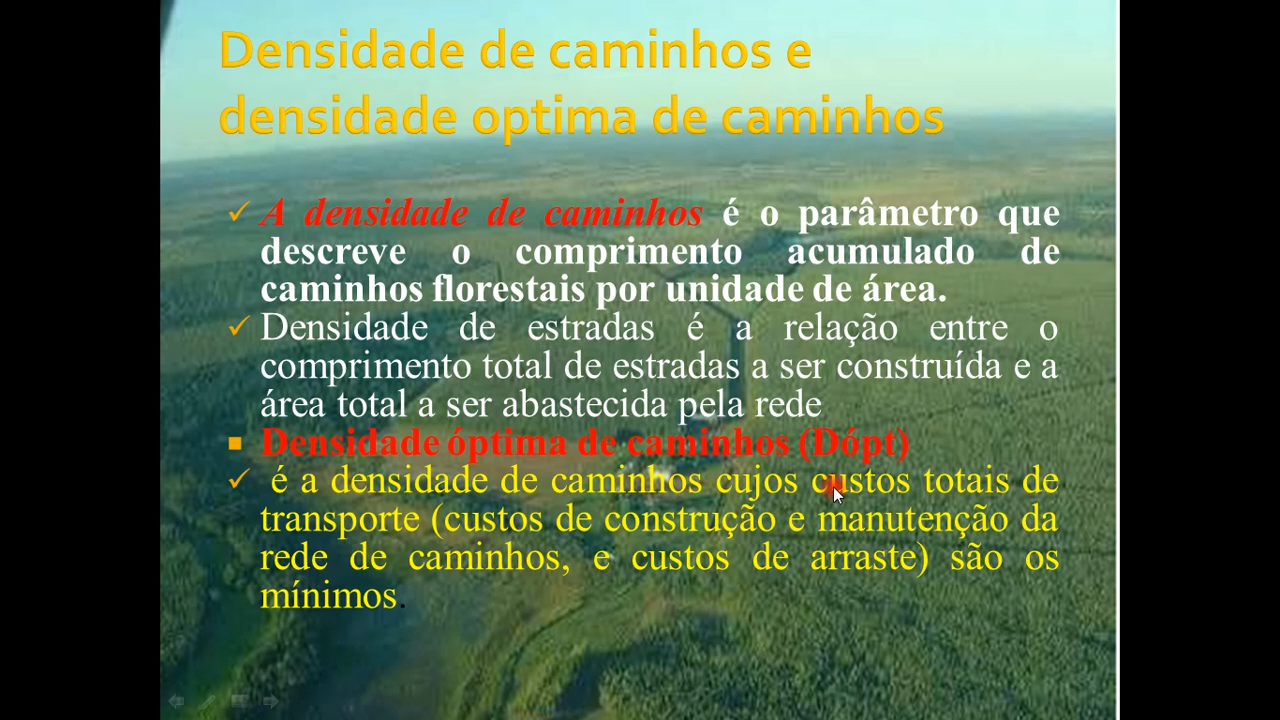 Densidade de caminhos e
densidade optima de caminhos
A densidade de caminhos é o parâmetro que
descreve o comprimento acumulado de
caminhos florestais por unidade de área.
Densidade de estradas é a relação entre o
comprimento total de estradas a ser construída e a
área total a ser abastecida pela rede
Densidade óptima de caminhos (Dópt)
é a densidade de caminhos cujos custos totais de
transporte (custos de construção e manutenção da
rede de caminhos, e custos de arraste) são os
mínimos.